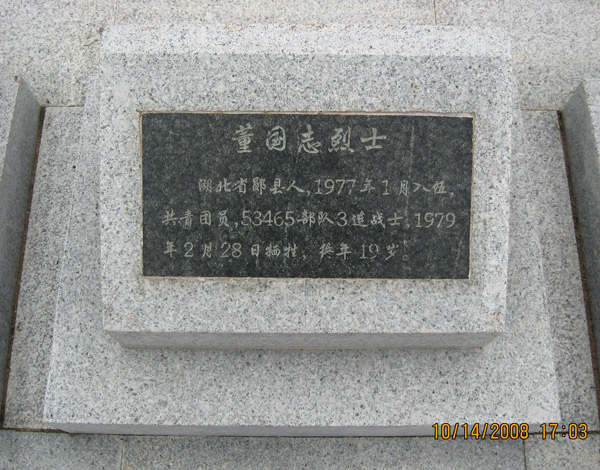 董国志烈士
湖北省郧县人,1977年1月入伍,
共青团员,53465部队3连战士,1979
年2月28日牺牲,终年19岁。
10/14/2008 17:03